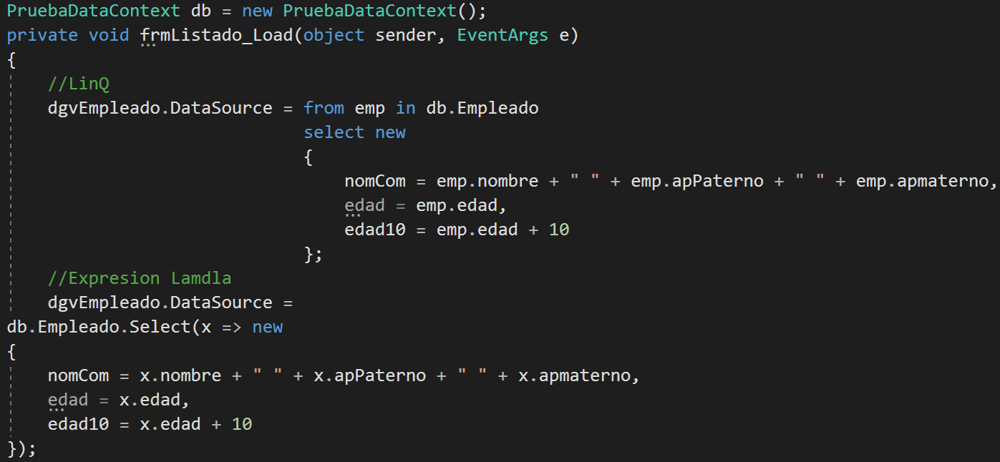 PruebaDataContext db = new PruebaDataContext();
private void frmListado_Load(object sender, EventArgs e)
{
    //LinQ
    dgvEmpleado.DataSource = from emp in db.Empleado
                             select new
                             {
                                 nomCom = emp.nombre + " " + emp.apPaterno + " " + emp.apmaterno,
                                 edad = emp.edad,
                                 edad10 = emp.edad + 10
                             };
    //Expresion Lamdla
    dgvEmpleado.DataSource =
db.Empleado.Select(x => new
{
    nomCom = x.nombre + " " + x.apPaterno + " " + x.apmaterno,
    edad = x.edad,
    edad10 = x.edad + 10
});